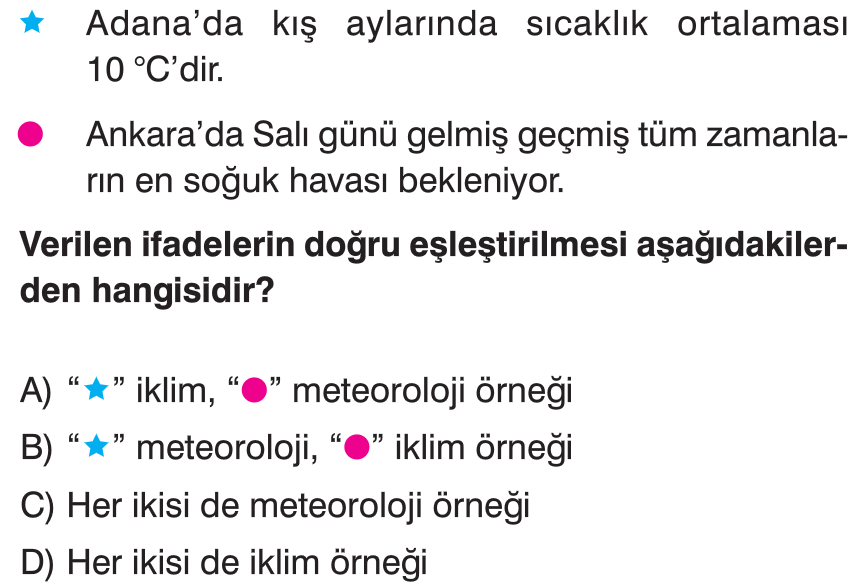 ★ Adana’da kış aylarında sıcaklık ortalaması
10 °C’dir.
● Ankara’da Salı günü gelmiş geçmiş tüm zamanla-
rın en soğuk havası bekleniyor.
Verilen ifadelerin doğru eşleştirilmesi aşağıdakiler-
den hangisidir?
A) “★” iklim, “●” meteoroloji örneği
B) “★” meteoroloji, “●” iklim örneği
C) Her ikisi de meteoroloji örneği
D) Her ikisi de iklim örneği